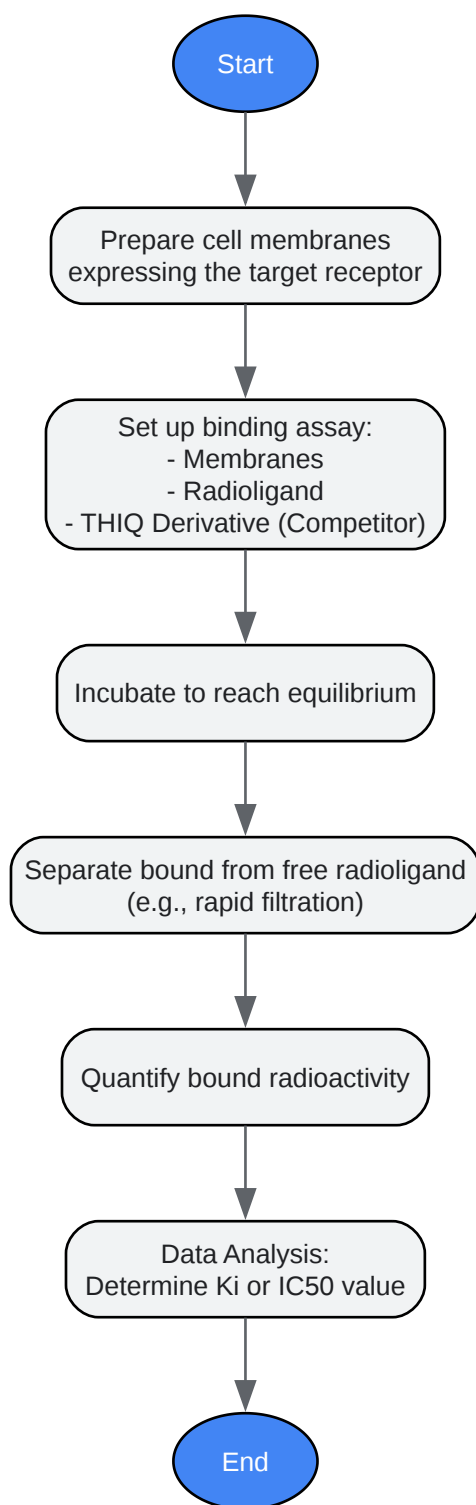 Start
Prepare cell membranes
expressing the target receptor
Set up binding assay:
- Membranes
- Radioligand
- THIQ Derivative (Competitor)
Incubate to reach equilibrium
Separate bound from free radioligand
(e.g., rapid filtration)
Quantify bound radioactivity
Data Analysis:
Determine Ki or IC50 value
End